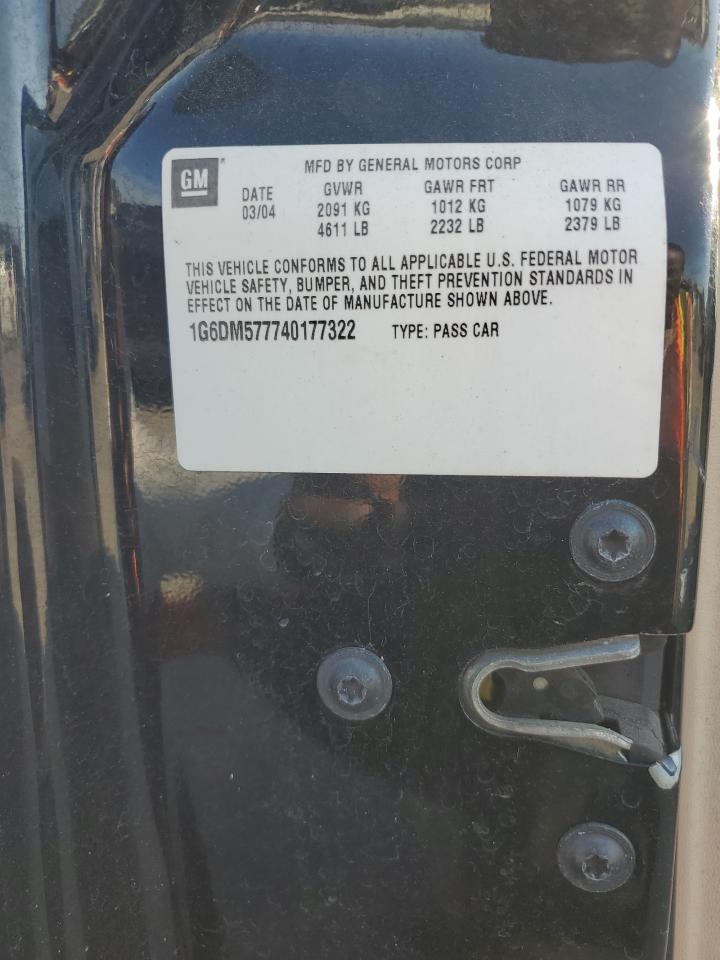 GM
MFD BY GENERAL MOTORS CORP
DATE GVWR GAWR FRT GAWR RR
03/04 2091 KG 1012 KG 1079 KG
4611 LB 2232 LB 2379 LB
THIS VEHICLE CONFORMS TO ALL APPLICABLE U.S. FEDERAL MOTOR
VEHICLE SAFETY, BUMPER, AND THEFT PREVENTION STANDARDS IN
EFFECT ON THE DATE OF MANUFACTURE SHOWN ABOVE.
1G6DM577740177322 TYPE: PASS CAR